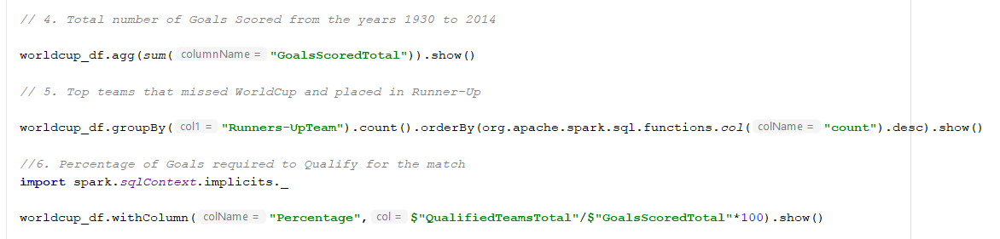 // 4. Total number of Goals Scored from the years 1930 to 2014
worldcup_df.agg(sum( columnName = "GoalsScoredTotal")).show()
// 5. Top teams that missed WorldCup and placed in Runner-Up
worldcup_df.groupBy( col1 = "Runners-UpTeam").count().orderBy(org.apache.spark.sql.functions.col( colName = "count").desc).show()
//6. Percentage of Goals required to Qualify for the match
import spark.sqlContext.implicits._
worldcup_df.withColumn( colName = "Percentage", col = $"QualifiedTeamsTotal"/$"GoalsScoredTotal"*100).show()